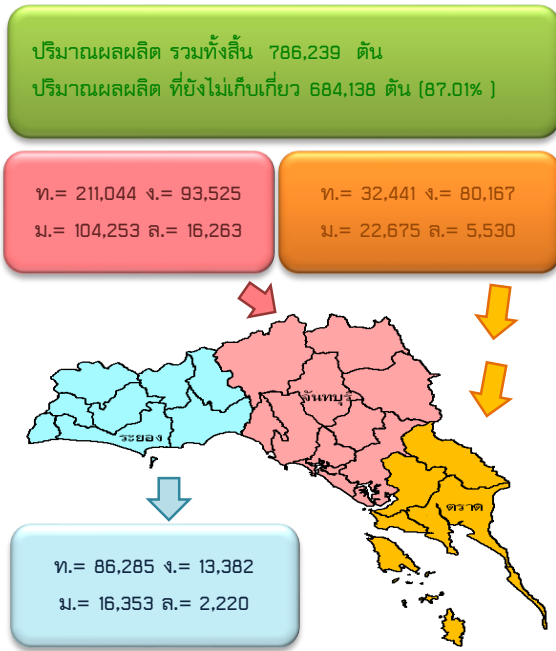 ปริมาณผลผลิต รวมทั้งสิ้น 786,239 ตัน
ปริมาณผลผลิต ที่ยังไม่เก็บเกี่ยว 684,138 ตัน (87.01% )
ท.= 211,044 ง.= 93,525
ม.= 104,253 ล.= 16,263
ท.= 32,441 ง.= 80,167
ม.= 22,675 ล.= 5,530
จันทบุรี
ระยอง
ตราด
ท.= 86,285 ง.= 13,382
ม.= 16,353 ล.= 2,220